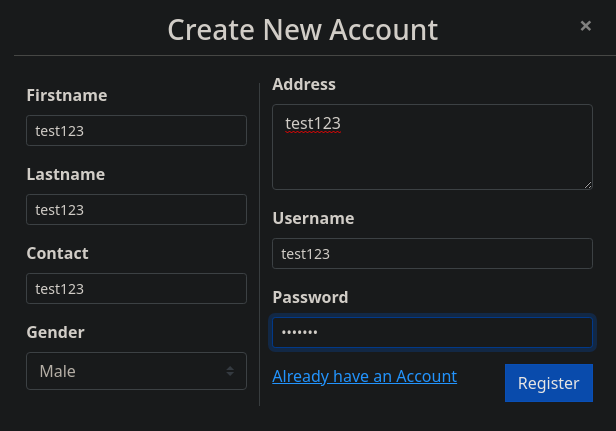 Create New Account
×
Firstname
test123
Lastname
test123
Contact
test123
Gender
Male
Address
test123
Username
test123
Password
•••••••
Already have an Account
Register